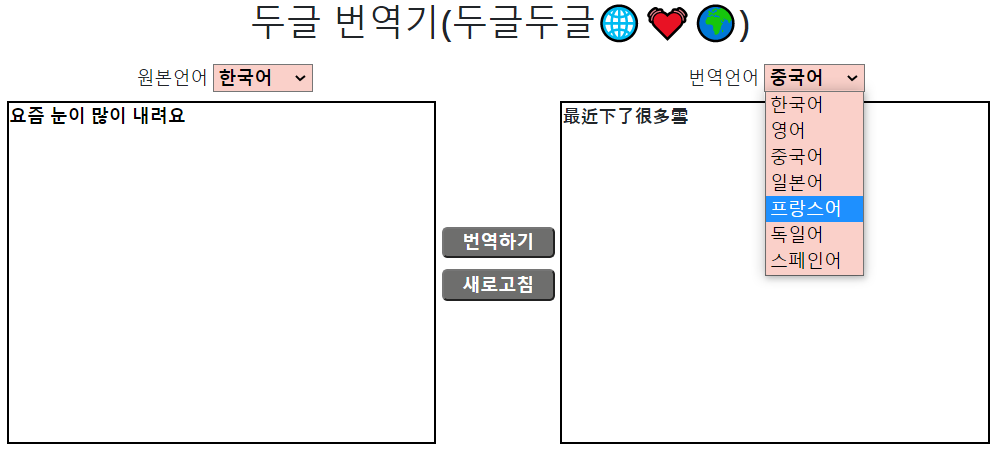 두글 번역기(두글두글🌐💓🌍)
원본언어 한국어
번역언어 중국어
요즘 눈이 많이 내려요
번역하기
새로고침
最近下了很多雪
한국어
영어
중국어
일본어
프랑스어
독일어
스페인어